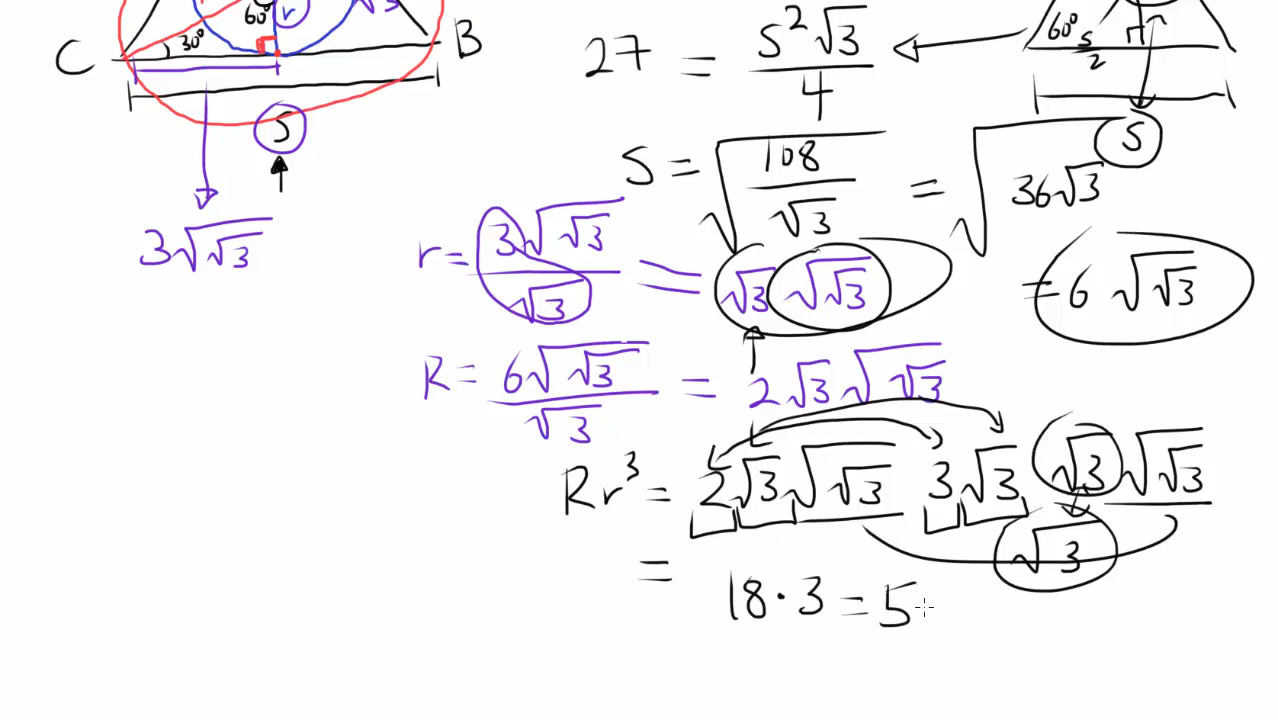 60° r √3
C 30° B
S
3√√3
27 = S²√3/4
60° S/2 h
S
S = √(108/√3) = √(36√3)
= 6√√3
r = 3√√3/√3 = √3 √√3
R = 6√√3/√3 = 2√3√√3
Rr³ = 2√3√√3 3√3 √3√√3
√3
= 18·3 = 5